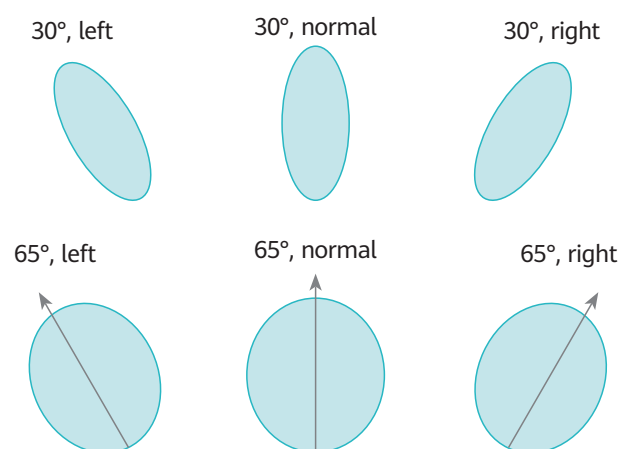 30°, left
30°, normal
30°, right
65°, left
65°, normal
65°, right